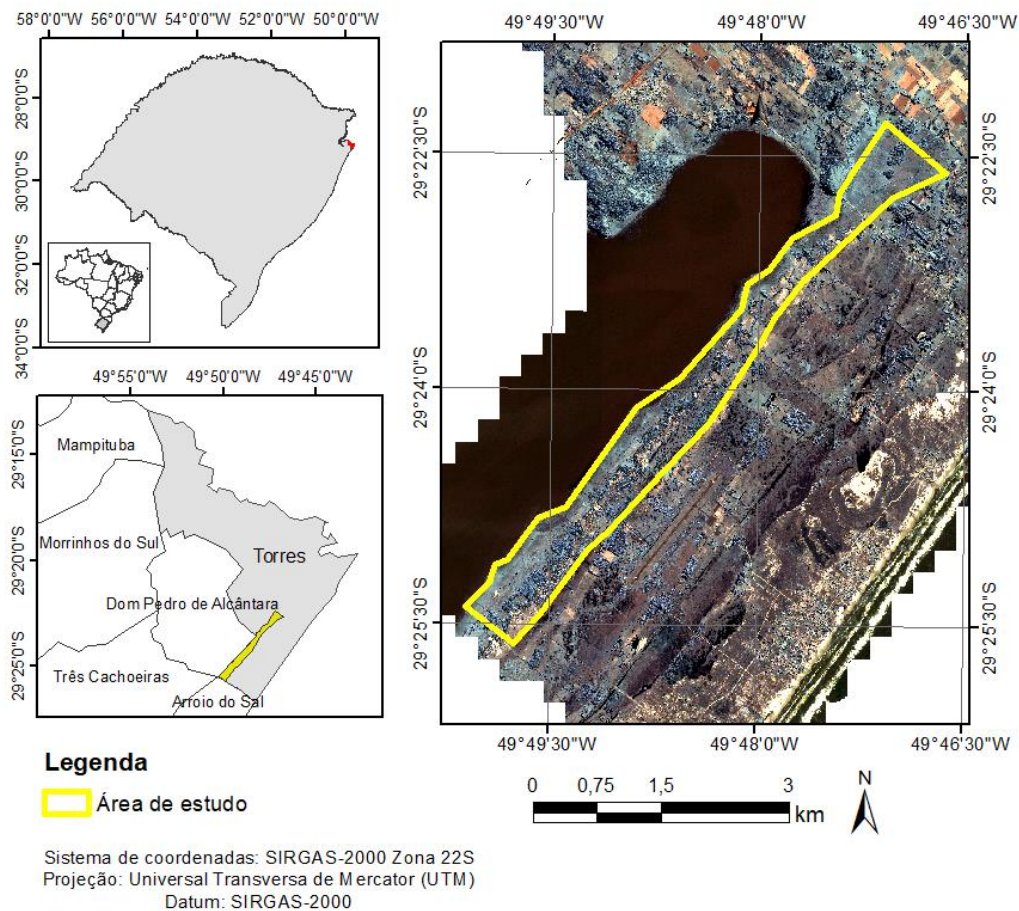 58°0'0"W 56°0'0"W 54°0'0"W 52°0'0"W 50°0'0"W
28°0'0"S
30°0'0"S
32°0'0"S
34°0'0"S
49°55'0"W 49°50'0"W 49°45'0"W
29°15'0"S
29°20'0"S
29°25'0"S
Mampituba
Morrinhos do Sul
Torres
Dom Pedro de Alcântara
Três Cachoeiras
Arroio do Sal
49°49'30"W 49°48'0"W 49°46'30"W
29°22'30"S 29°22'30"S
29°24'0"S 29°24'0"S
29°25'30"S 29°25'30"S
49°49'30"W 49°48'0"W 49°46'30"W
Legenda
Área de estudo
0 0,75 1,5 3
km
N
Sistema de coordenadas: SIRGAS-2000 Zona 22S
Projeção: Universal Transversa de Mercator (UTM)
Datum: SIRGAS-2000